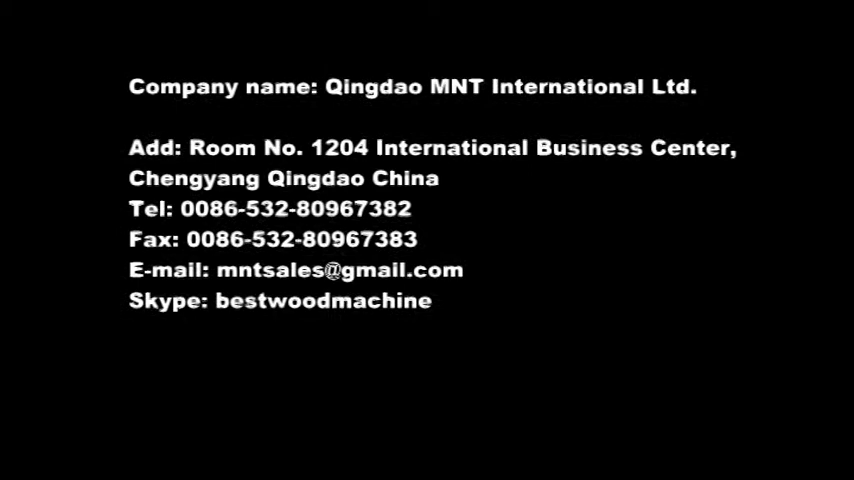 Company name: Qingdao MNT International Ltd.
Add: Room No. 1204 International Business Center,
Chengyang Qingdao China
Tel: 0086-532-80967382
Fax: 0086-532-80967383
E-mail: mntsales@gmail.com
Skype: bestwoodmachine